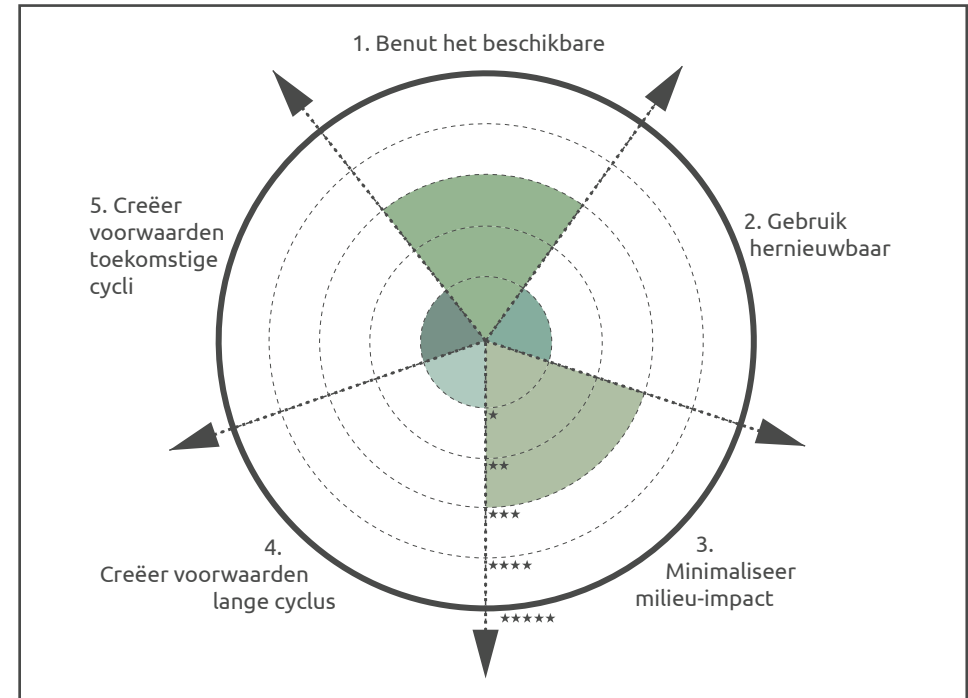 1. Benut het beschikbare
2. Gebruik
hernieuwbaar
3.
Minimaliseer
milieu-impact
4.
Creëer voorwaarden
lange cyclus
5. Creëer
voorwaarden
toekomstige
cycli
★
★★
★★★
★★★★
★★★★★